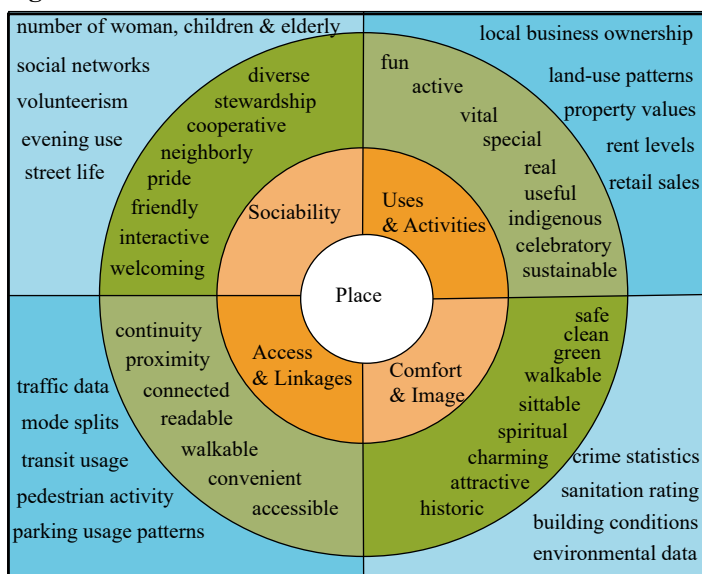 number of woman, children & elderly
social networks
volunteerism
evening use
street life
diverse
stewardship
cooperative
neighborly
pride
friendly
interactive
welcoming
Sociability
local business ownership
land-use patterns
property values
rent levels
retail sales
fun
active
vital
special
real
useful
indigenous
celebratory
sustainable
Uses
& Activities
Place
continuity
proximity
connected
readable
walkable
convenient
accessible
Access
& Linkages
traffic data
mode splits
transit usage
pedestrian activity
parking usage patterns
Comfort
& Image
safe
clean
green
walkable
sittable
spiritual
charming
attractive
historic
crime statistics
sanitation rating
building conditions
environmental data